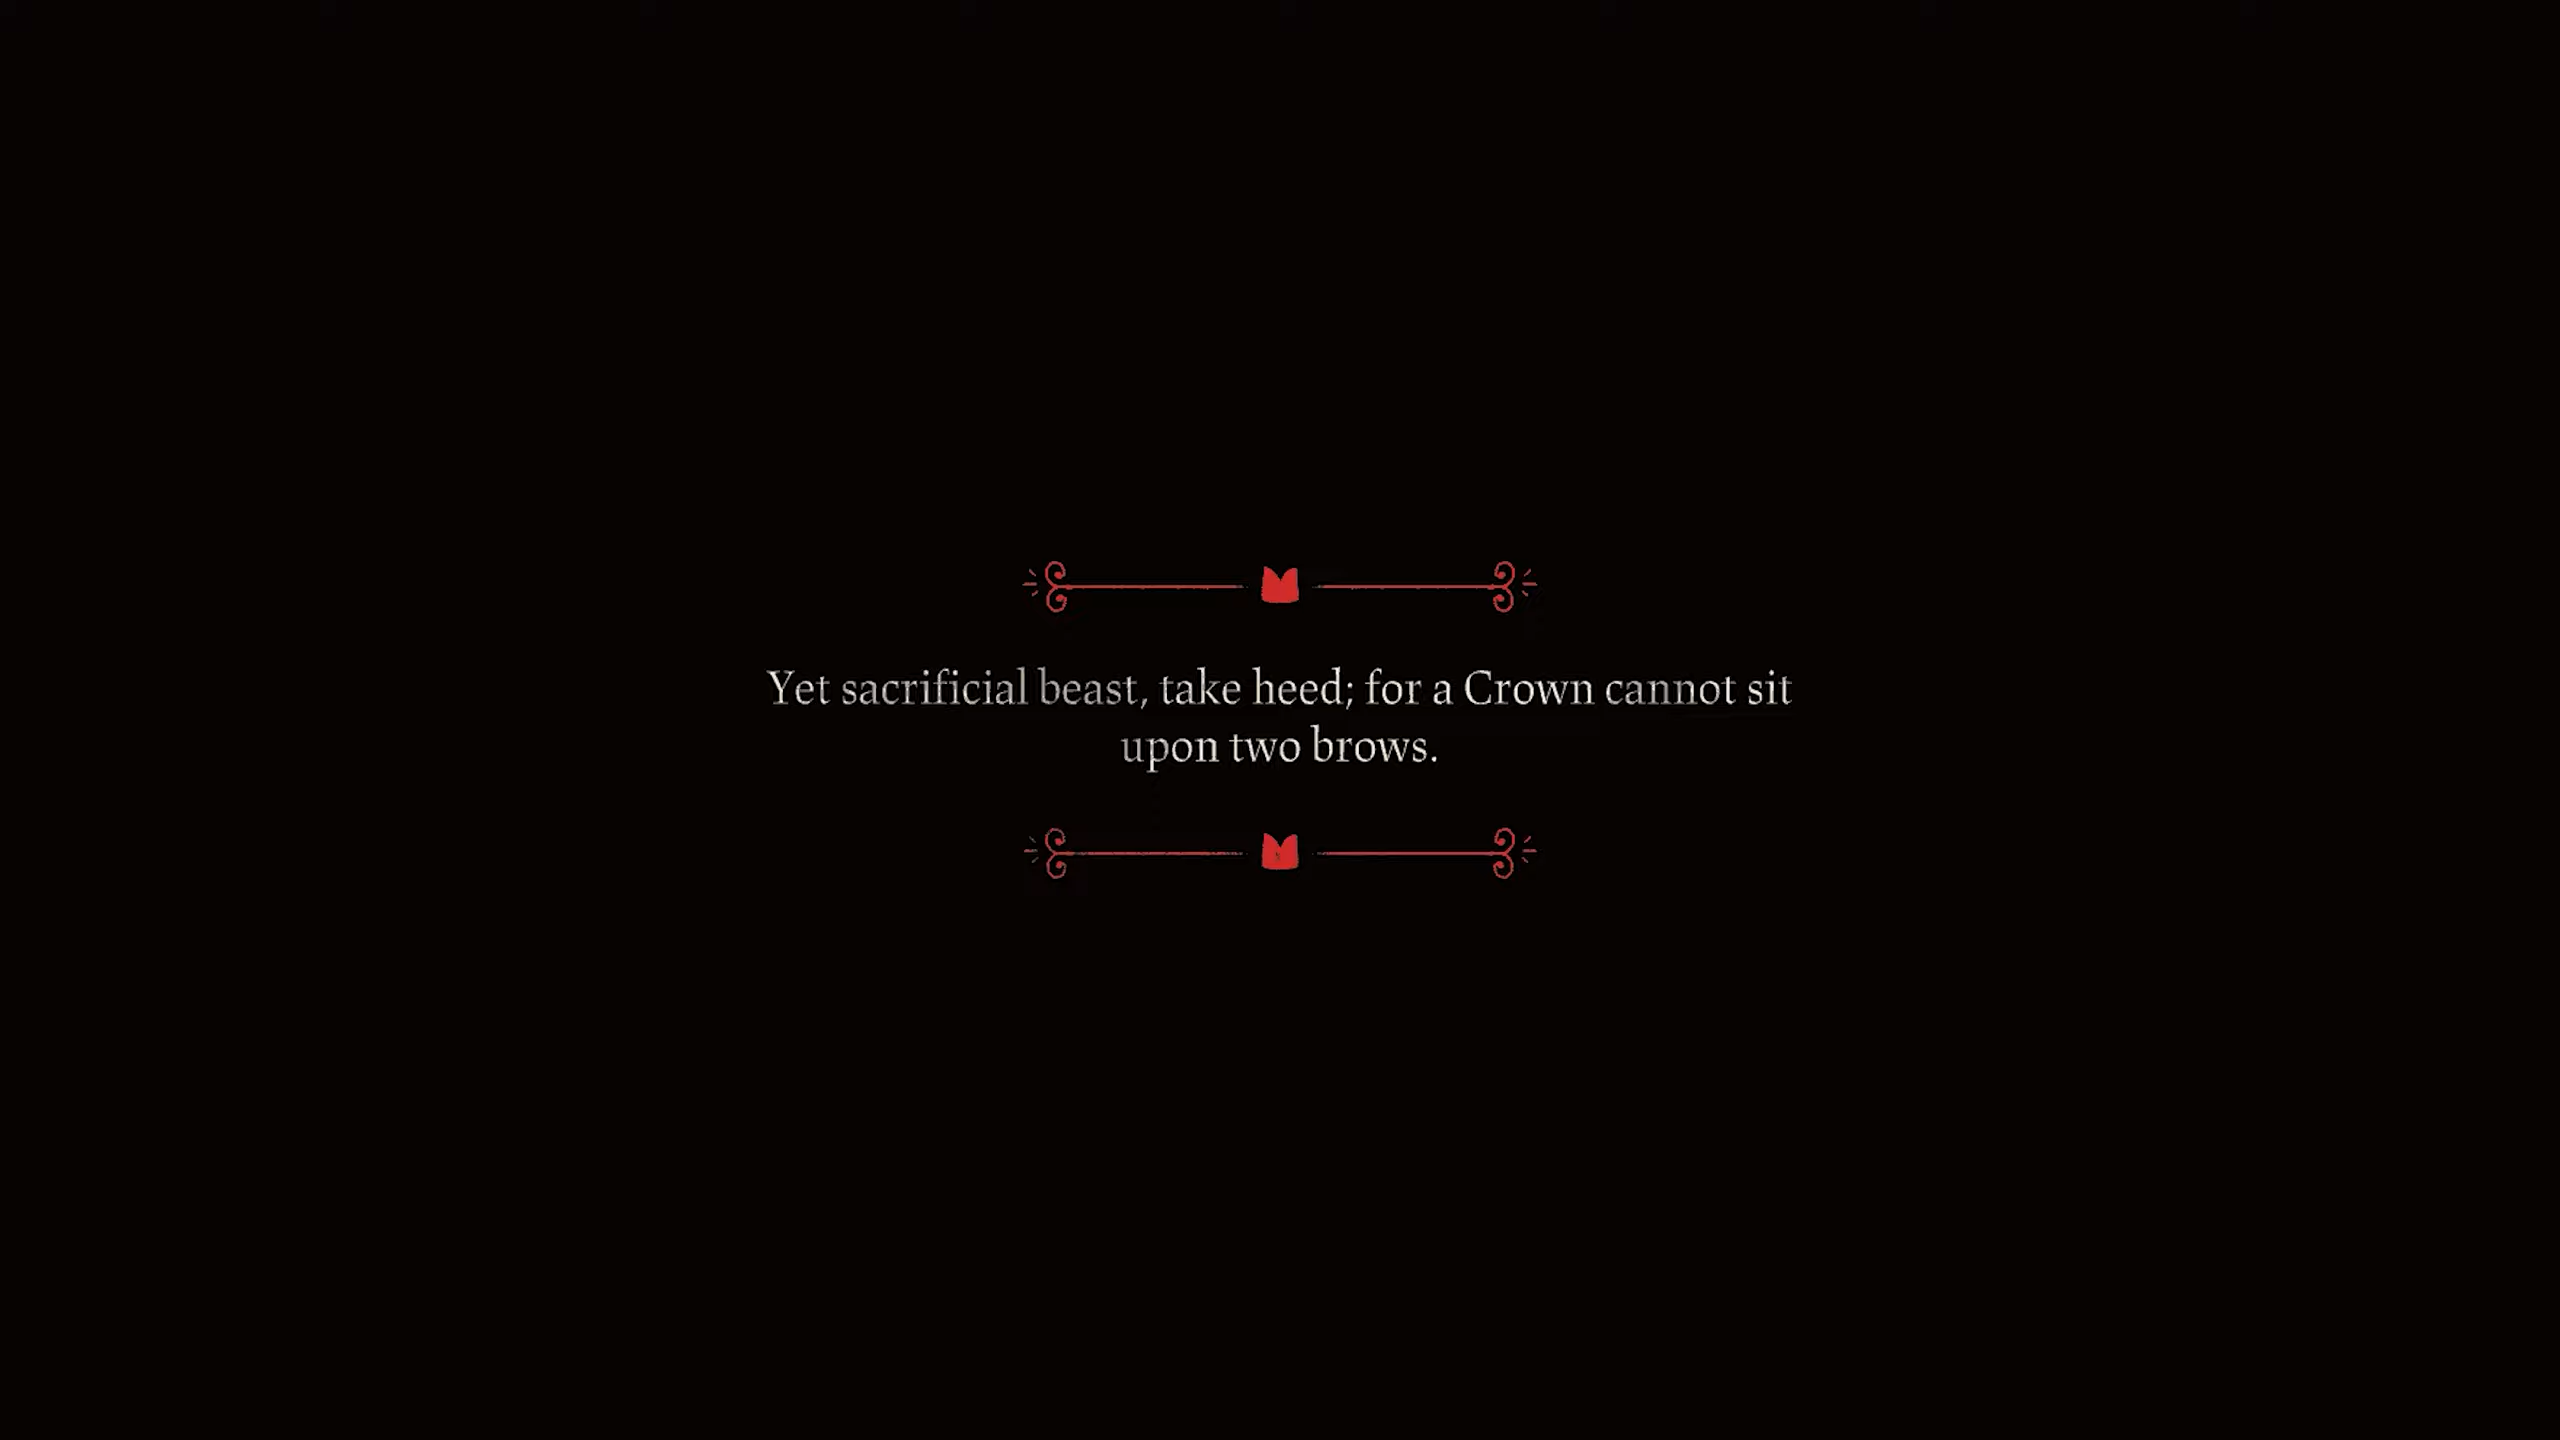 Yet sacrificial beast, take heed; for a Crown cannot sit
upon two brows.